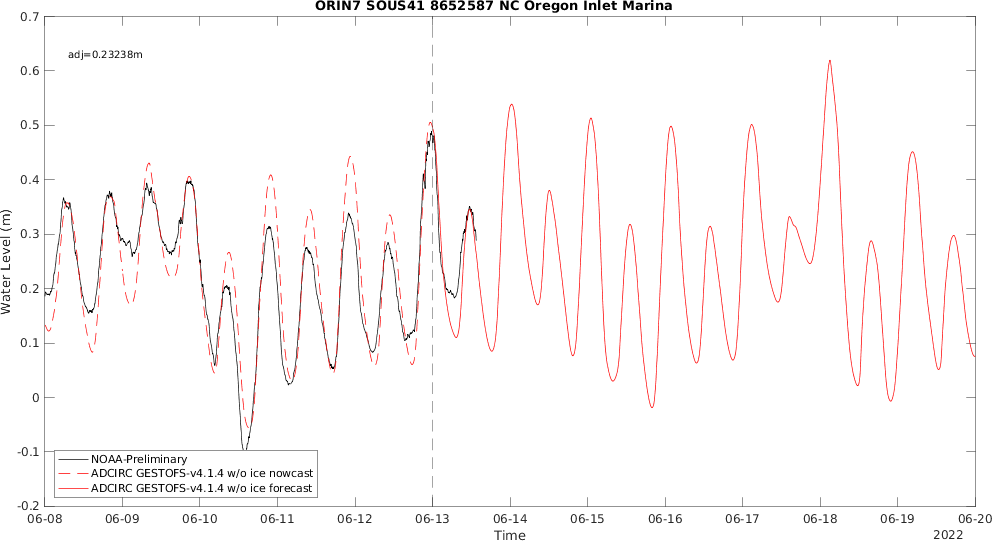 ORIN7 SOUS41 8652587 NC Oregon Inlet Marina
0.7
adj=0.23238m
0.6
0.5
0.4
0.3
0.2
0.1
0
-0.1
-0.2
Water Level (m)
NOAA-Preliminary
ADCIRC GESTOFS-v4.1.4 w/o ice nowcast
ADCIRC GESTOFS-v4.1.4 w/o ice forecast
06-08 06-09 06-10 06-11 06-12 06-13 06-14 06-15 06-16 06-17 06-18 06-19 06-20
Time
2022